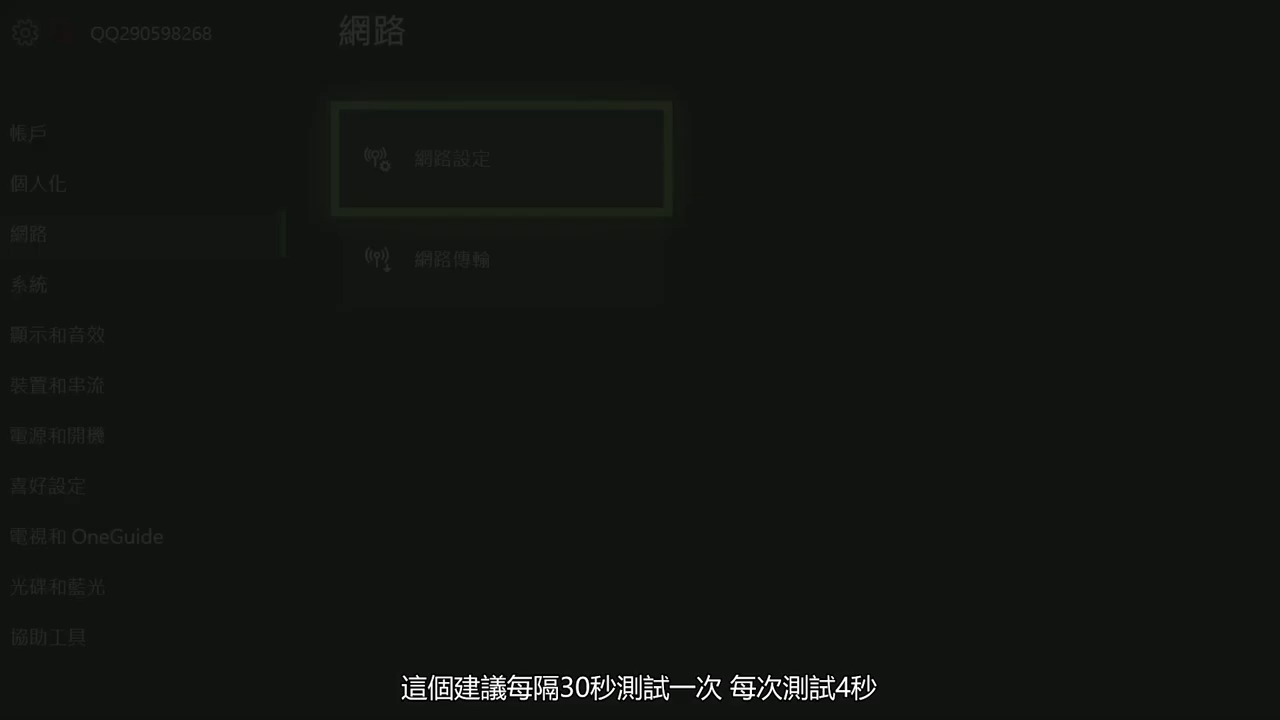 QQ290598268
網路
帳戶
個人化
網路
系統
顯示和音效
裝置和串流
電源和開機
喜好設定
電視和 OneGuide
光碟和藍光
協助工具
網路設定
網路傳輸
這個建議每隔30秒測試一次 每次測試4秒